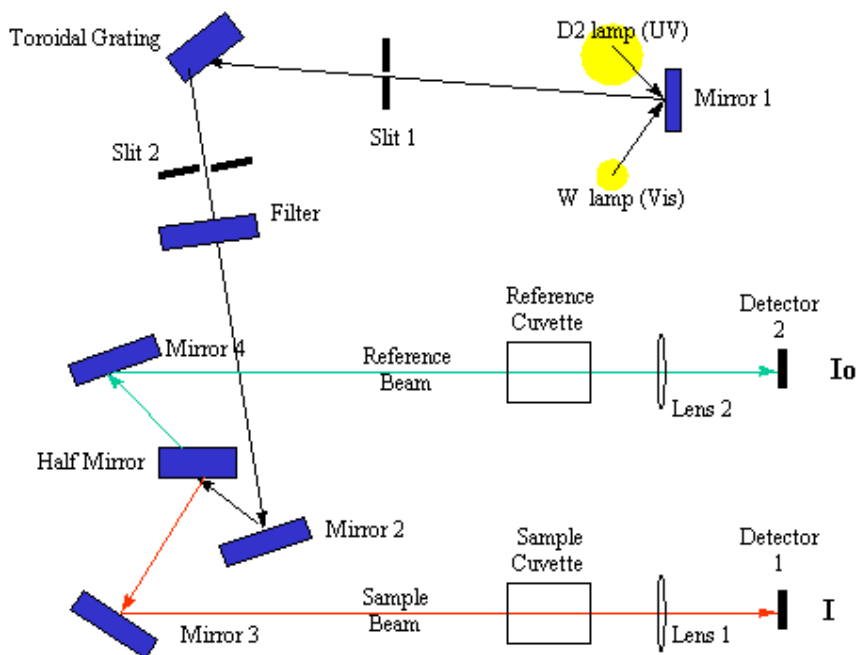 D2 lamp (UV)
Toroidal Grating
Mirror 1
Slit 1
Slit 2
W lamp (Vis)
Filter
Reference
Cuvette
Detector
2
Mirror 4
Reference
Beam
Io
Lens 2
Half Mirror
Mirror 2
Sample
Cuvette
Detector
1
Sample
Beam
I
Mirror 3
Lens 1